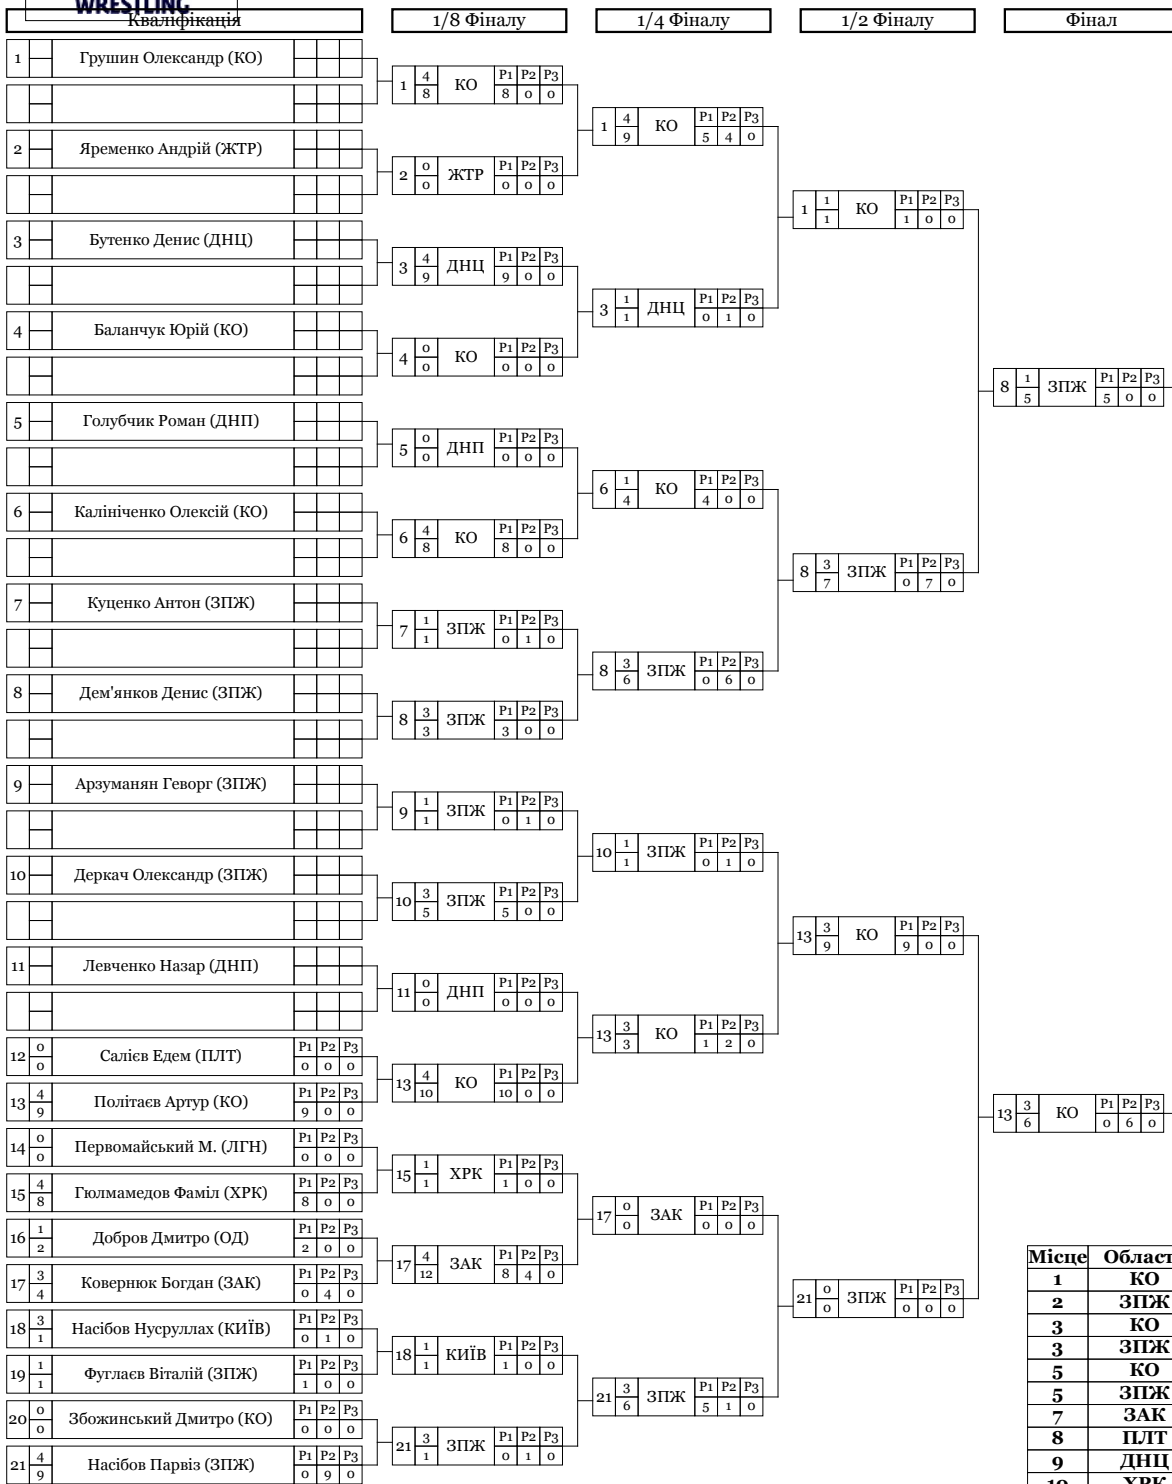 WRESTLING
Кваліфікація 1/8 Фіналу 1/4 Фіналу 1/2 Фіналу Фінал
1 Грушин Олександр (КО)
2 Яременко Андрій (ЖТР)
3 Бутенко Денис (ДНЦ)
4 Баланчук Юрій (КО)
5 Голубчик Роман (ДНП)
6 Калініченко Олексій (КО)
7 Куценко Антон (ЗПЖ)
8 Дем'янков Денис (ЗПЖ)
9 Арзуманян Геворг (ЗПЖ)
10 Деркач Олександр (ЗПЖ)
11 Левченко Назар (ДНП)
12 0 0 Салієв Едем (ПЛТ) P1 P2 P3 0 0 0
13 4 9 Політаєв Артур (КО) P1 P2 P3 9 0 0
14 0 0 Первомайський М. (ЛГН) P1 P2 P3 0 0 0
15 4 8 Гюлмамедов Фаміл (ХРК) P1 P2 P3 8 0 0
16 1 2 Добров Дмитро (ОД) P1 P2 P3 2 0 0
17 3 4 Ковернюк Богдан (ЗАК) P1 P2 P3 0 4 0
18 3 1 Насібов Нусруллах (КИЇВ) P1 P2 P3 0 1 0
19 1 1 Фуглаєв Віталій (ЗПЖ) P1 P2 P3 1 0 0
20 0 0 Збожинський Дмитро (КО) P1 P2 P3 0 0 0
21 4 9 Насібов Парвіз (ЗПЖ) P1 P2 P3 0 9 0
1 4 8 КО P1 P2 P3 8 0 0
2 0 0 ЖТР P1 P2 P3 0 0 0
3 4 9 ДНЦ P1 P2 P3 9 0 0
4 0 0 КО P1 P2 P3 0 0 0
5 0 0 ДНП P1 P2 P3 0 0 0
6 4 8 КО P1 P2 P3 8 0 0
7 1 1 ЗПЖ P1 P2 P3 0 1 0
8 3 3 ЗПЖ P1 P2 P3 3 0 0
9 1 1 ЗПЖ P1 P2 P3 0 1 0
10 3 5 ЗПЖ P1 P2 P3 5 0 0
11 0 0 ДНП P1 P2 P3 0 0 0
13 4 10 КО P1 P2 P3 10 0 0
15 1 1 ХРК P1 P2 P3 1 0 0
17 4 12 ЗАК P1 P2 P3 8 4 0
18 1 1 КИЇВ P1 P2 P3 1 0 0
21 3 1 ЗПЖ P1 P2 P3 0 1 0
1 4 9 КО P1 P2 P3 5 4 0
3 1 1 ДНЦ P1 P2 P3 0 1 0
6 1 4 КО P1 P2 P3 4 0 0
8 3 6 ЗПЖ P1 P2 P3 0 6 0
10 1 1 ЗПЖ P1 P2 P3 0 1 0
13 3 3 КО P1 P2 P3 1 2 0
17 0 0 ЗАК P1 P2 P3 0 0 0
21 3 6 ЗПЖ P1 P2 P3 5 1 0
1 1 1 КО P1 P2 P3 1 0 0
8 3 7 ЗПЖ P1 P2 P3 0 7 0
13 3 9 КО P1 P2 P3 9 0 0
21 0 0 ЗПЖ P1 P2 P3 0 0 0
8 1 5 ЗПЖ P1 P2 P3 5 0 0
13 3 6 КО P1 P2 P3 0 6 0
Місце Област
1 КО
2 ЗПЖ
3 КО
3 ЗПЖ
5 КО
5 ЗПЖ
7 ЗАК
8 ПЛТ
9 ДНЦ
10 ХРК